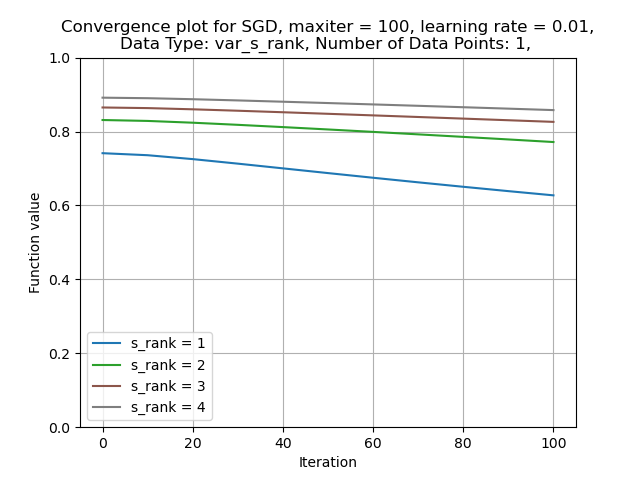 Convergence plot for SGD, maxiter = 100, learning rate = 0.01,
Data Type: var_s_rank, Number of Data Points: 1,
1.0
0.8
0.6
0.4
0.2
0.0
Function value
s_rank = 1
s_rank = 2
s_rank = 3
s_rank = 4
0 20 40 60 80 100
Iteration